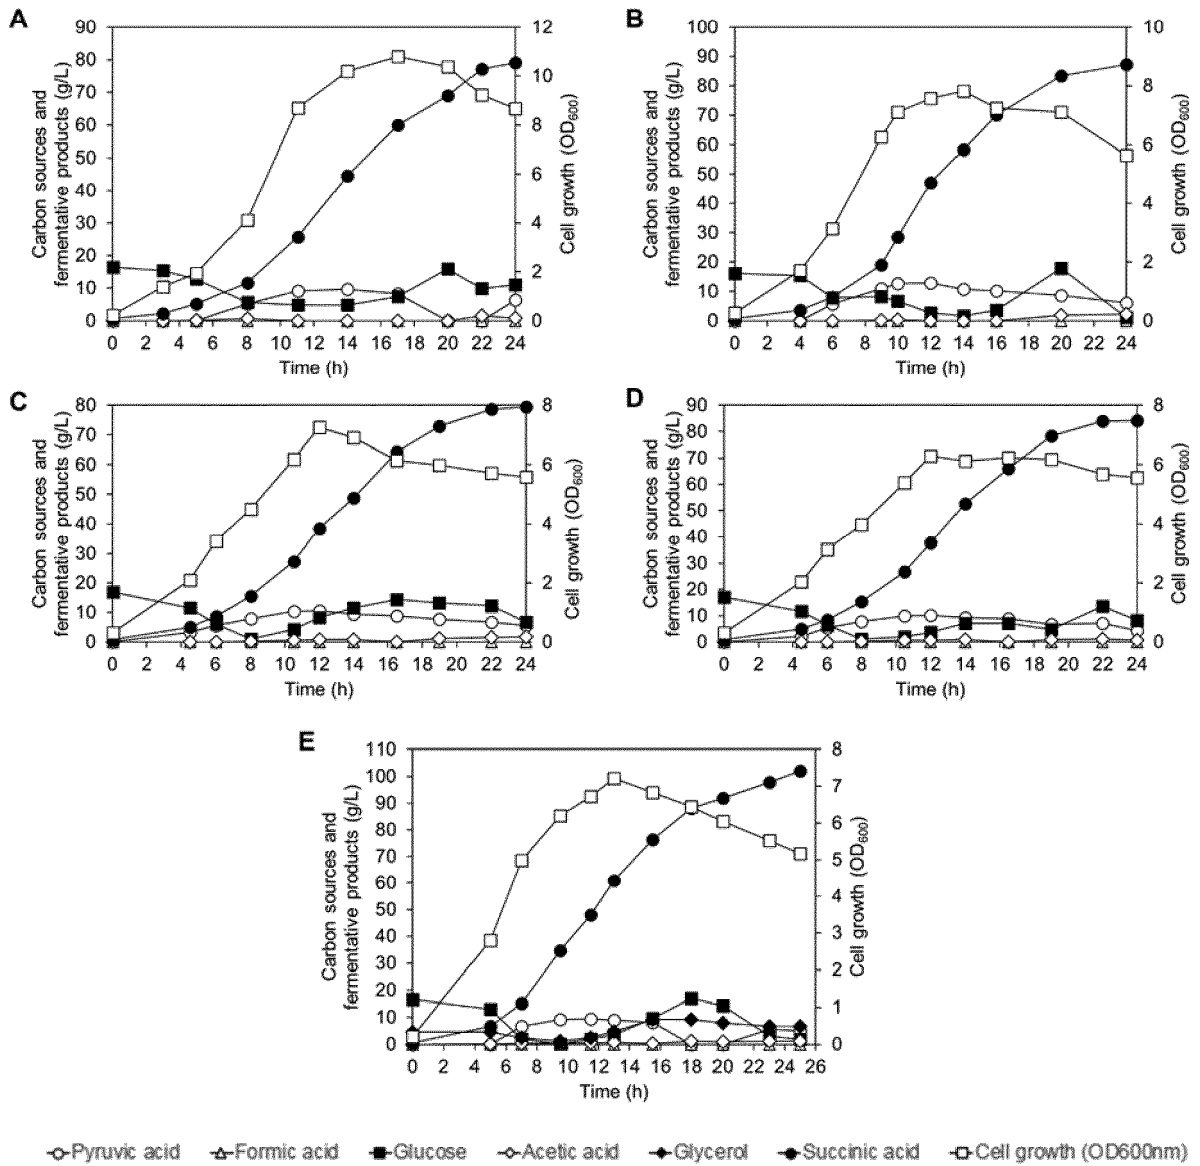 A
90
80
70
60
50
40
30
20
10
0
12
10
8
6
4
2
0
0 2 4 6 8 10 12 14 16 18 20 22 24
Time (h)
Carbon sources and
fermentative products (g/L)
Cell growth (OD600)
B
100
90
80
70
60
50
40
30
20
10
0
10
8
6
4
2
0
0 2 4 6 8 10 12 14 16 18 20 22 24
Time (h)
Carbon sources and
fermentative products (g/L)
Cell growth (OD600)
C
80
70
60
50
40
30
20
10
0
8
6
4
2
0
0 2 4 6 8 10 12 14 16 18 20 22 24
Time (h)
Carbon sources and
fermentative products (g/L)
Cell growth (OD600)
D
90
80
70
60
50
40
30
20
10
0
8
6
4
2
0
0 2 4 6 8 10 12 14 16 18 20 22 24
Time (h)
Carbon sources and
fermentative products (g/L)
Cell growth (OD600)
E
110
100
90
80
70
60
50
40
30
20
10
0
8
7
6
5
4
3
2
1
0
0 2 4 6 8 10 12 14 16 18 20 22 24 26
Time (h)
Carbon sources and
fermentative products (g/L)
Cell growth (OD600)
Pyruvic acid Formic acid Glucose Acetic acid Glycerol Succinic acid Cell growth (OD600nm)